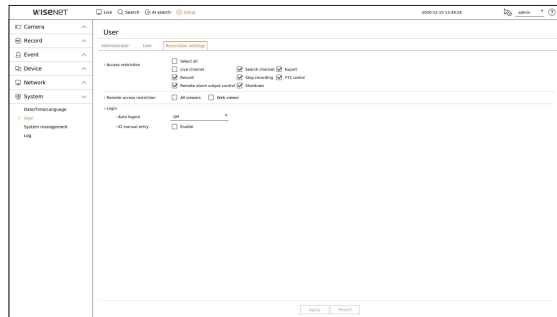 WISENET
Live Search AI search Setup 2020-12-15 13:49:26 admin ?
Camera
Record
Event
Device
Network
System
Date/Time/Language
User
System management
Log
User
Administrator User Restriction settings
Access restriction
Select all
Live channel Search channel Export
Record Stop recording PTZ control
Remote alarm output control Shutdown
Remote access restriction All viewers Web viewer
Login
Auto logout Off
ID manual entry Enable
Apply Revert